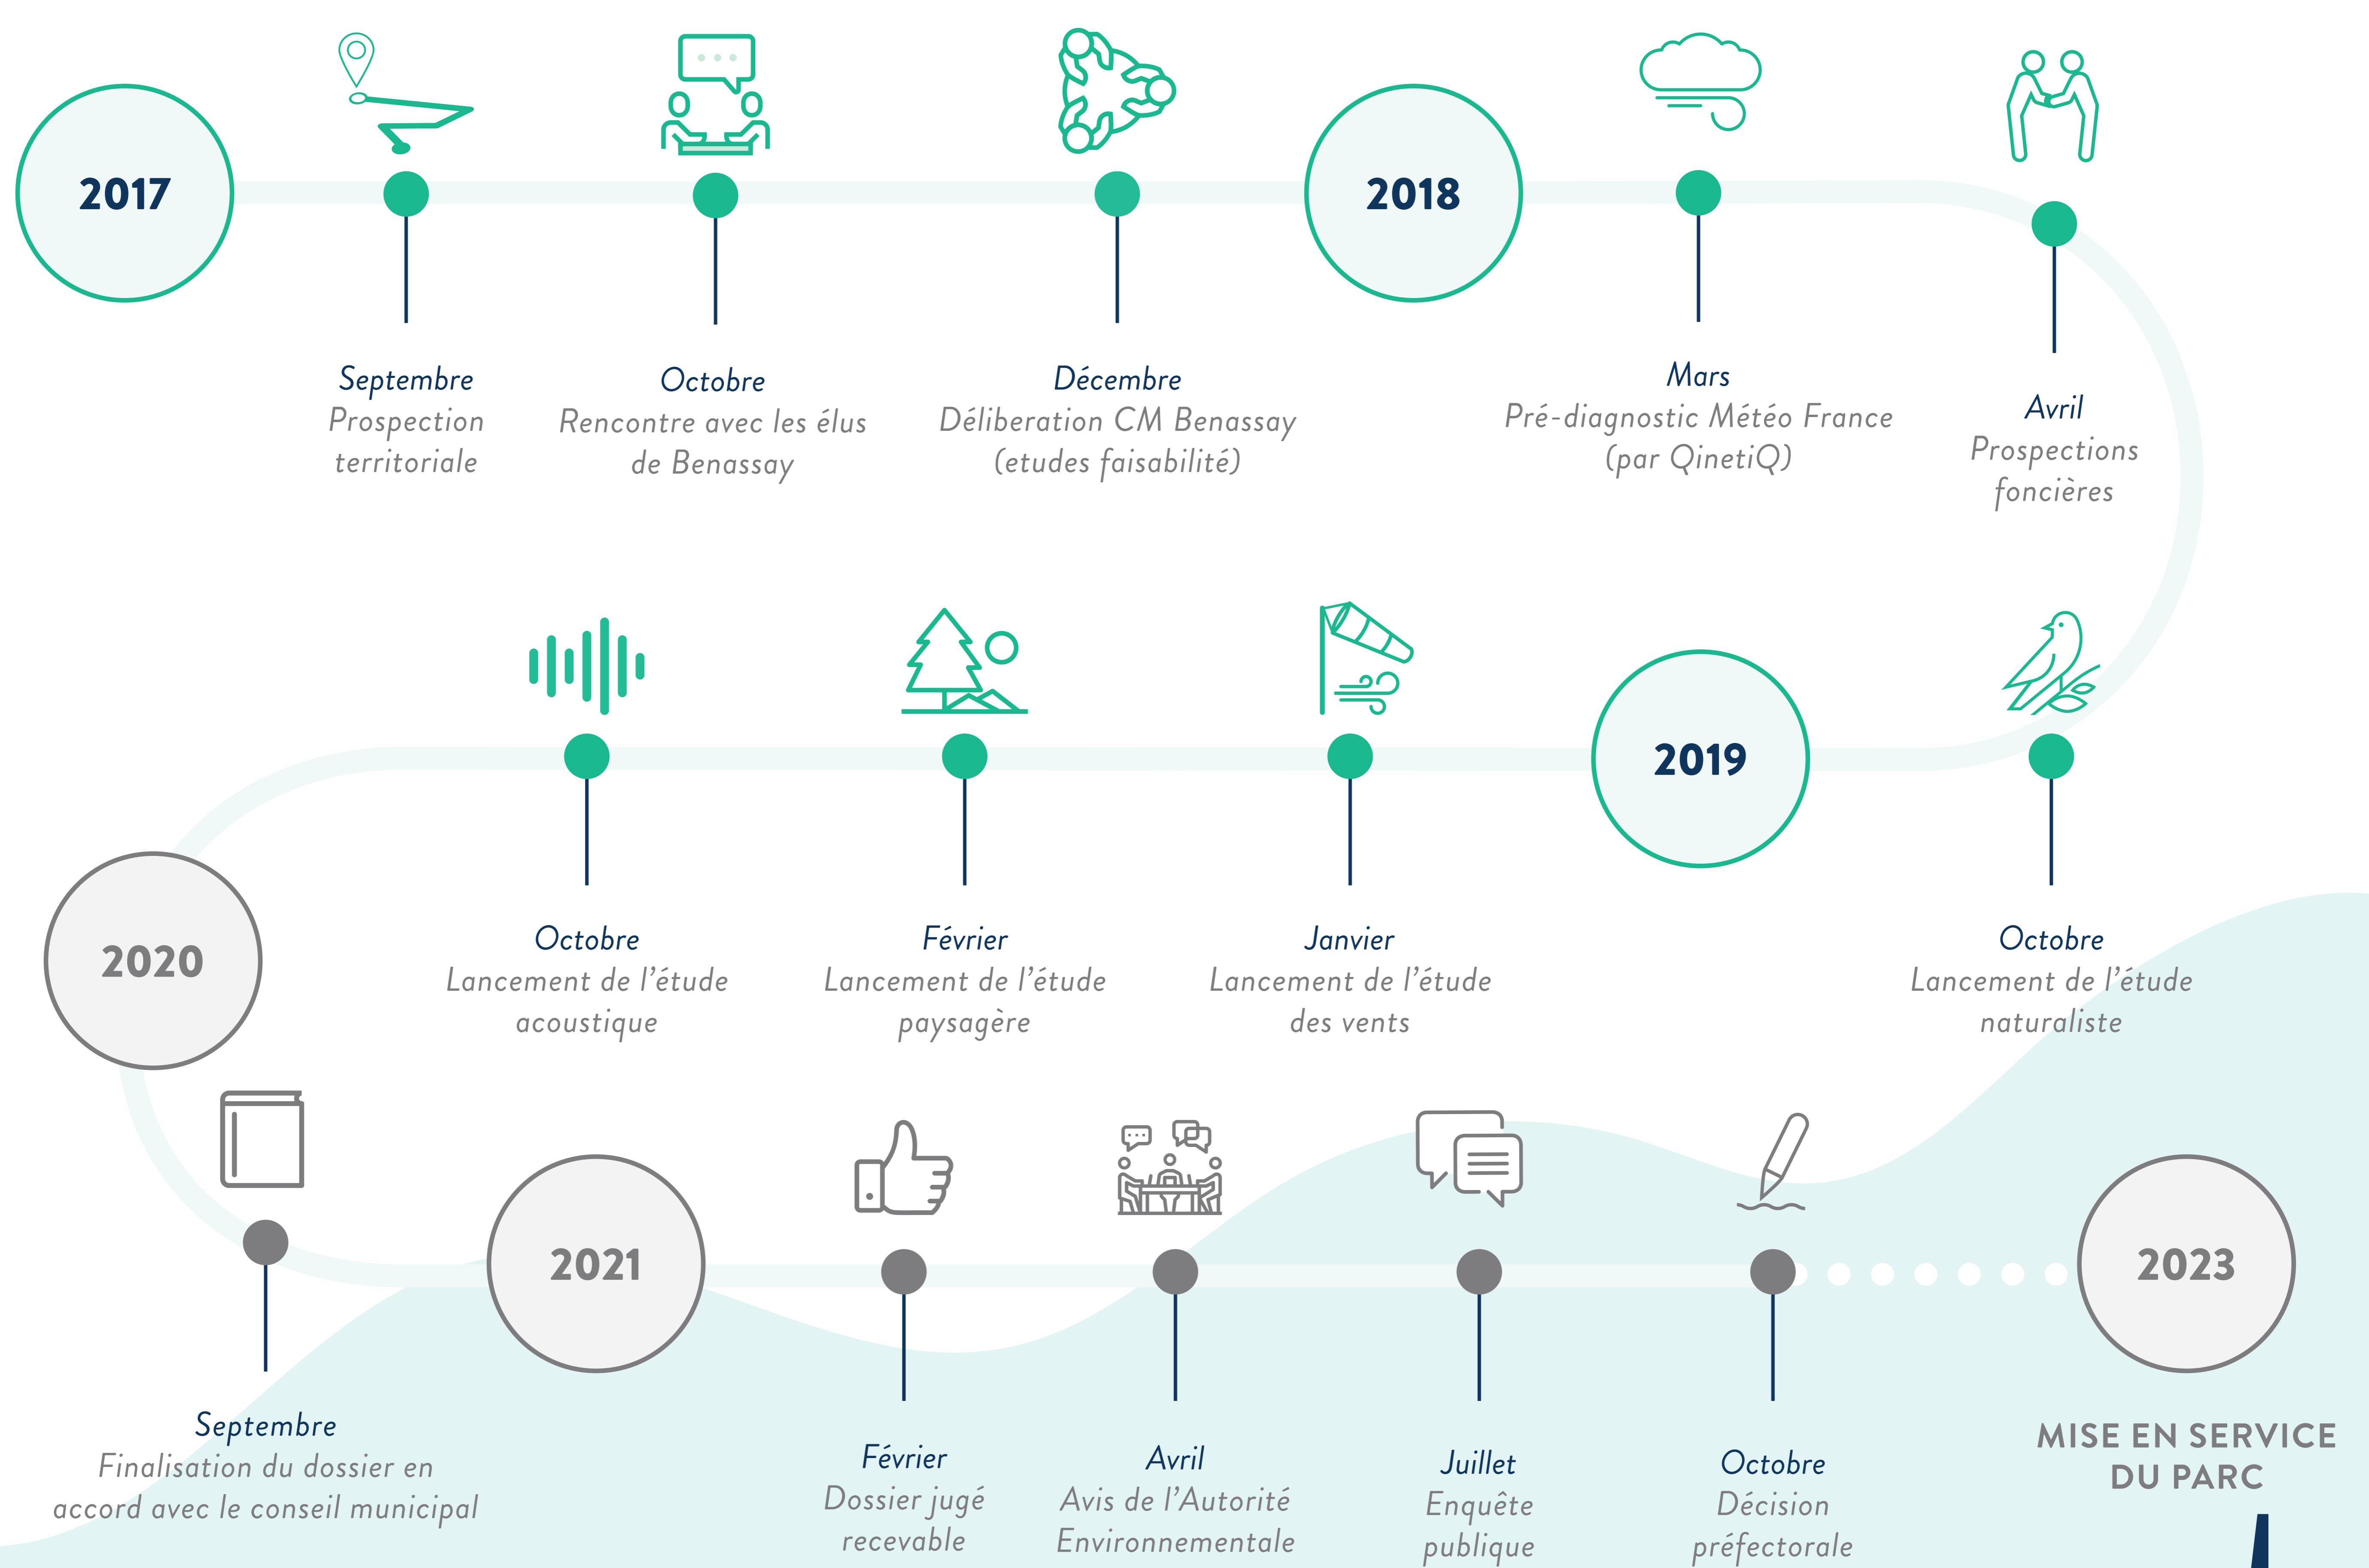 2017
Septembre
Prospection
territoriale
Octobre
Rencontre avec les élus
de Benassay
Décembre
Déliberation CM Benassay
(etudes faisabilité)
2018
Mars
Pré-diagnostic Météo France
(par QinetiQ)
Avril
Prospections
foncières
Octobre
Lancement de l’étude
naturaliste
2019
Janvier
Lancement de l’étude
des vents
Février
Lancement de l’étude
paysagère
Octobre
Lancement de l’étude
acoustique
2020
Septembre
Finalisation du dossier en
accord avec le conseil municipal
2021
Février
Dossier jugé
recevable
Avril
Avis de l’Autorité
Environnementale
Juillet
Enquête
publique
Octobre
Décision
préfectorale
2023
MISE EN SERVICE
DU PARC